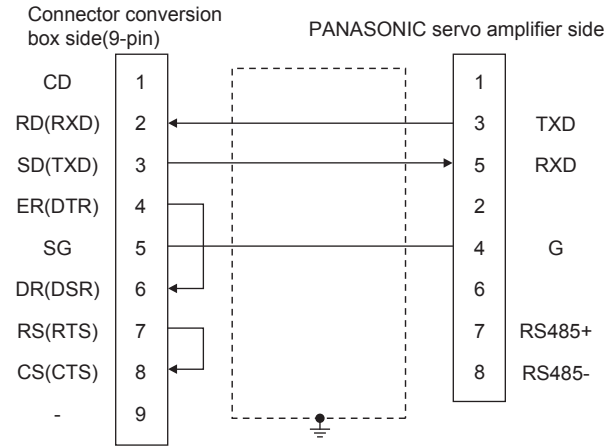 Connector conversion
box side(9-pin)
PANASONIC servo amplifier side
CD 1 1
RD(RXD) 2 3 TXD
SD(TXD) 3 5 RXD
ER(DTR) 4 2
SG 5 4 G
DR(DSR) 6 6
RS(RTS) 7 7 RS485+
CS(CTS) 8 8 RS485-
- 9